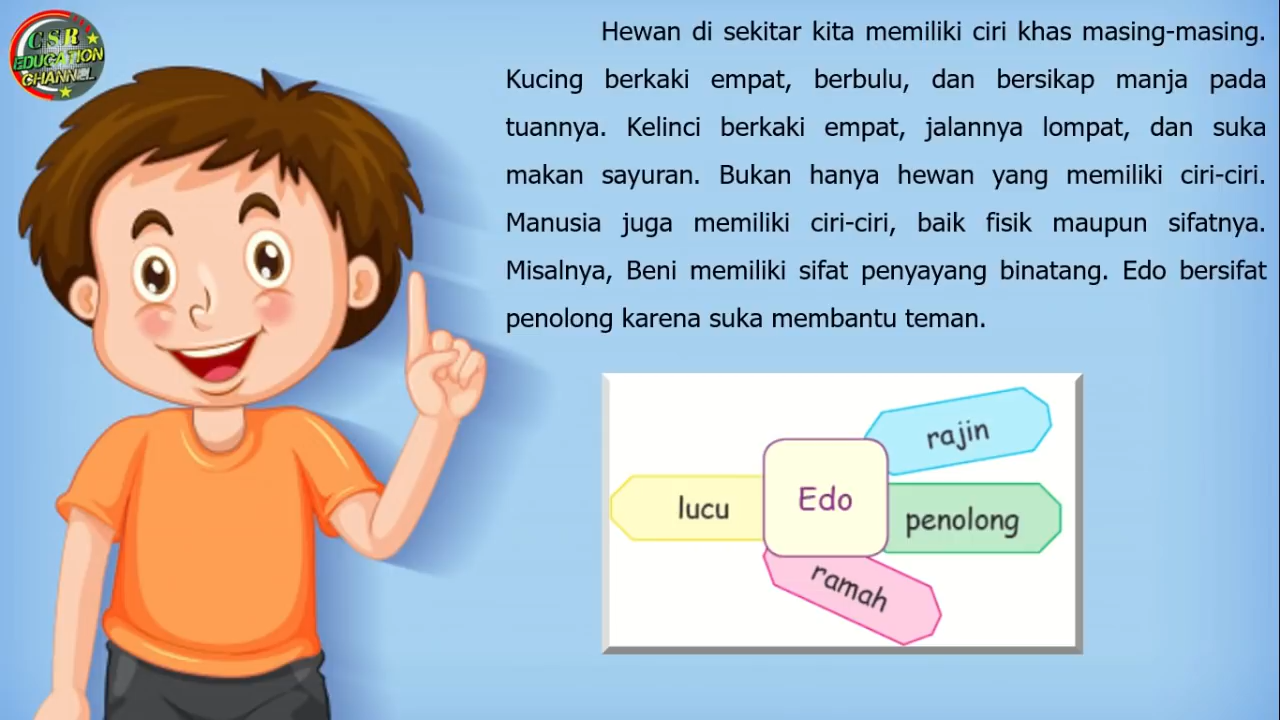 GSR
EDUCATION
CHANNEL
Hewan di sekitar kita memiliki ciri khas masing-masing.
Kucing berkaki empat, berbulu, dan bersikap manja pada
tuannya. Kelinci berkaki empat, jalannya lompat, dan suka
makan sayuran. Bukan hanya hewan yang memiliki ciri-ciri.
Manusia juga memiliki ciri-ciri, baik fisik maupun sifatnya.
Misalnya, Beni memiliki sifat penyayang binatang. Edo bersifat
penolong karena suka membantu teman.
rajin
Edo
lucu
penolong
ramah